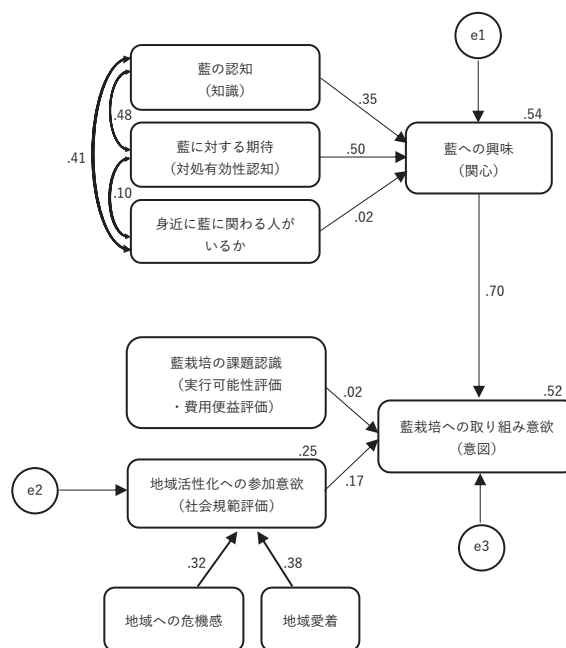 e1
藍の認知
（知識）
.35
.54
.48
藍に対する期待
（対処有効性認知）
.50
藍への興味
（関心）
.41
.10
身近に藍に関わる人が
いるか
.02
.70
藍栽培の課題認識
（実行可能性評価
・費用便益評価）
.02
.52
藍栽培への取り組み意欲
（意図）
.25
地域活性化への参加意欲
（社会規範評価）
.17
e2
e3
.32
.38
地域への危機感
地域愛着